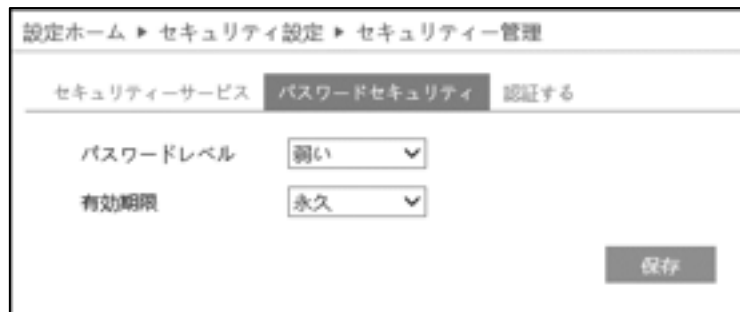 設定ホーム ▶ セキュリティ設定 ▶ セキュリティー管理
セキュリティーサービス パスワードセキュリティ 認証する
パスワードレベル 弱い
有効期限 永久
保存